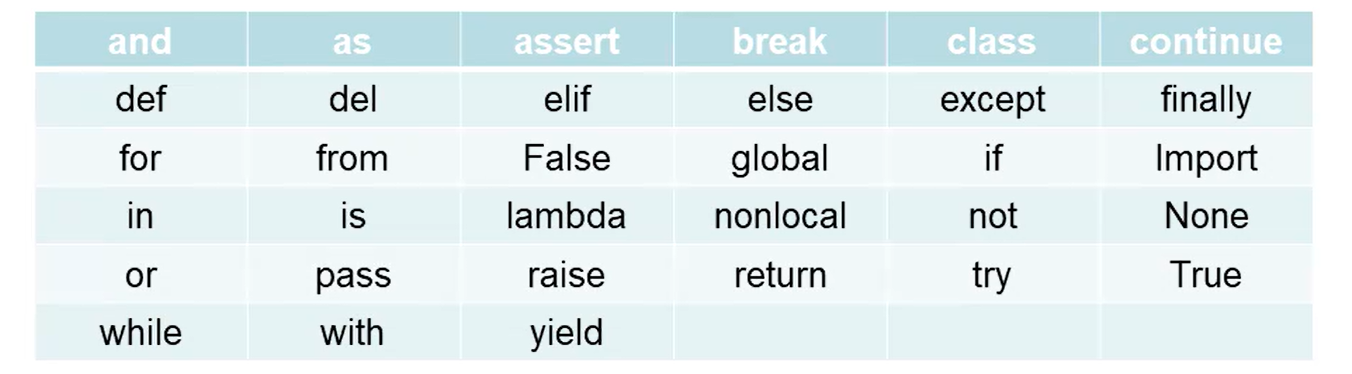 and as assert break class continue
def del elif else except finally
for from False global if Import
in is lambda nonlocal not None
or pass raise return try True
while with yield